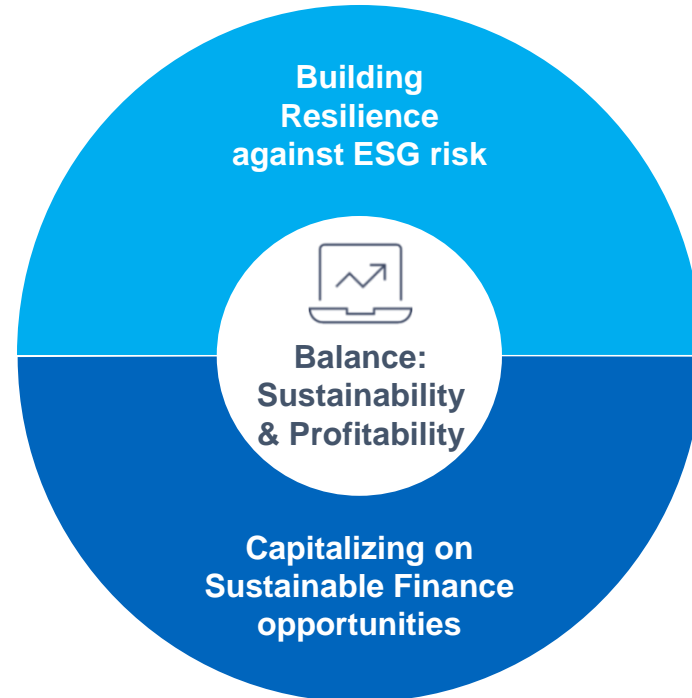 Building
Resilience
against ESG risk
Balance:
Sustainability
& Profitability
Capitalizing on
Sustainable Finance
opportunities